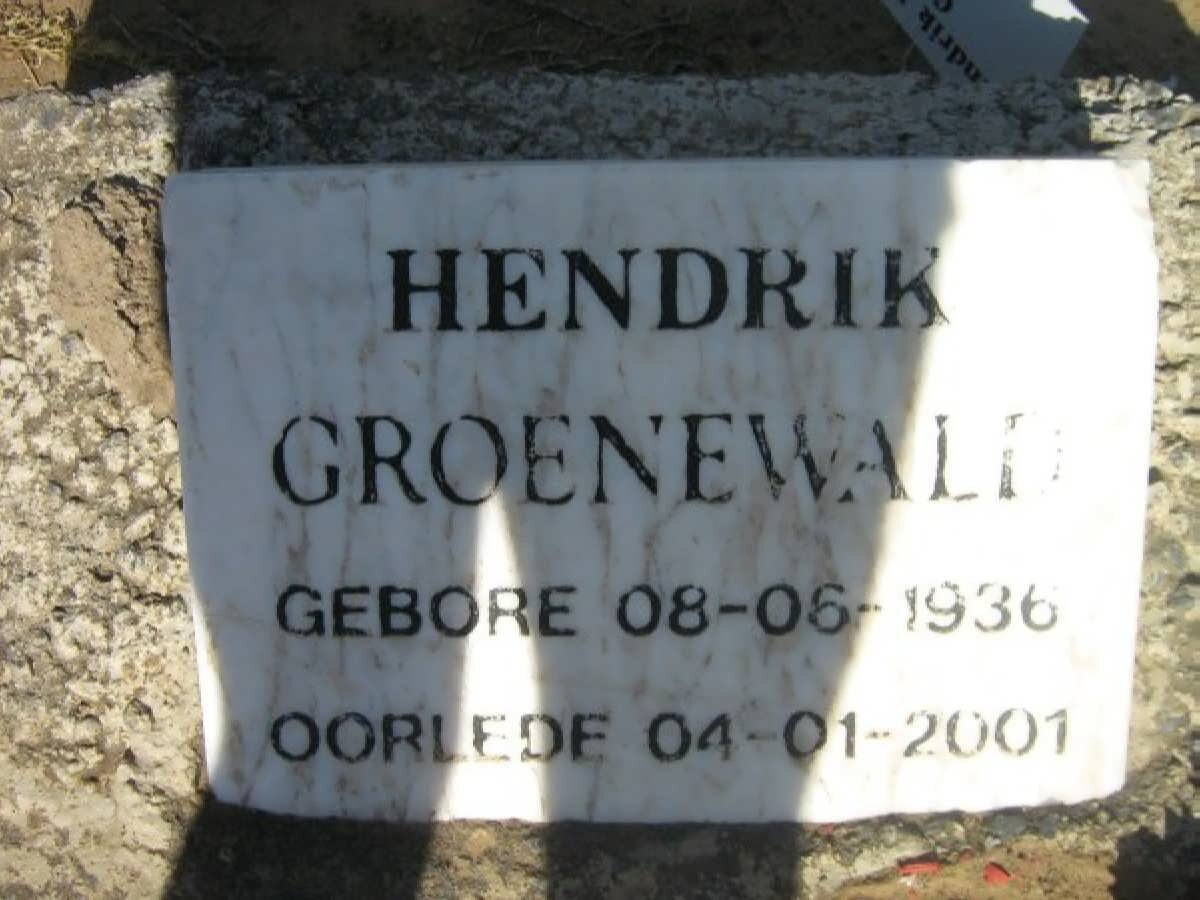 HENDRIK
GROENEWALD
GEBORE 08-06-1936
OORLEDE 04-01-2001